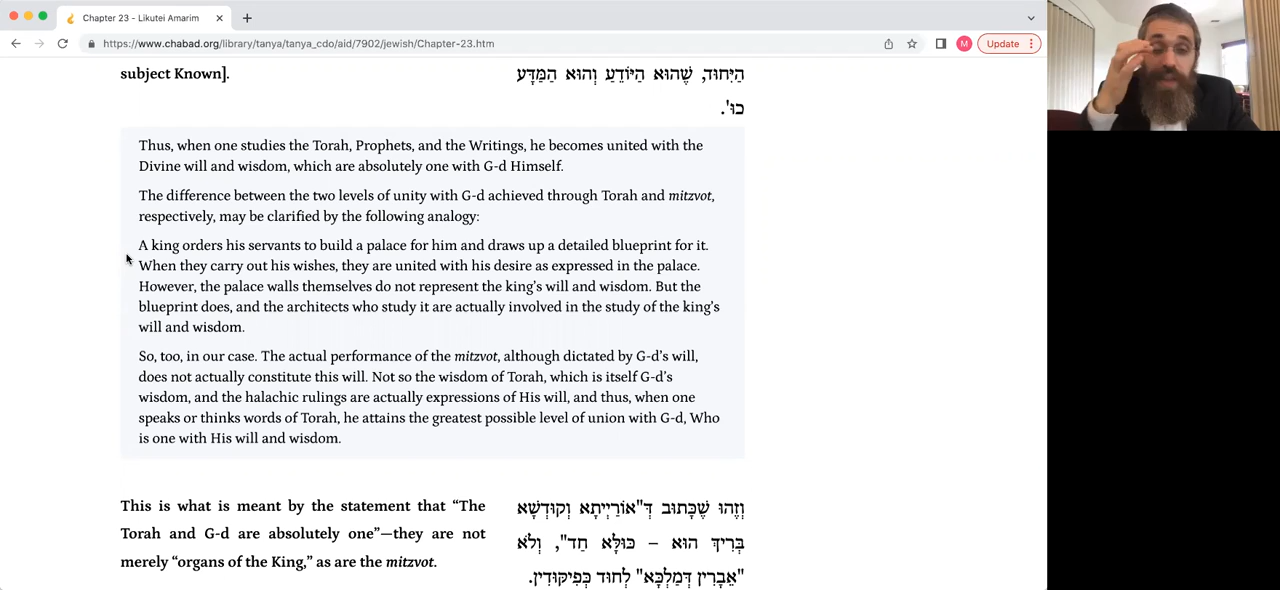 Chapter 23 - Likutei Amarim
https://www.chabad.org/library/tanya/tanya_cdo/aid/7902/jewish/Chapter-23.htm
M
Update
subject Known].
הַיִּחוּד, שֶׁהוּא הַיּוֹדֵעַ וְהוּא הַמַּדָּע
כוּ'.
Thus, when one studies the Torah, Prophets, and the Writings, he becomes united with the
Divine will and wisdom, which are absolutely one with G-d Himself.
The difference between the two levels of unity with G-d achieved through Torah and mitzvot,
respectively, may be clarified by the following analogy:
A king orders his servants to build a palace for him and draws up a detailed blueprint for it.
When they carry out his wishes, they are united with his desire as expressed in the palace.
However, the palace walls themselves do not represent the king's will and wisdom. But the
blueprint does, and the architects who study it are actually involved in the study of the king's
will and wisdom.
So, too, in our case. The actual performance of the mitzvot, although dictated by G-d's will,
does not actually constitute this will. Not so the wisdom of Torah, which is itself G-d's
wisdom, and the halachic rulings are actually expressions of His will, and thus, when one
speaks or thinks words of Torah, he attains the greatest possible level of union with G-d, Who
is one with His will and wisdom.
This is what is meant by the statement that “The
Torah and G-d are absolutely one”—they are not
merely “organs of the King,” as are the mitzvot.
וְזֶהוּ שֶׁכָּתוּב דְּ"אוֹרַיְיתָא וְקוּדְשָׁא
בְּרִיךְ הוּא – כּוּלָּא חַד", וְלֹא
"אֵבָרִין דְּמַלְכָּא" לְחוּד כְּפִיקּוּדִין.